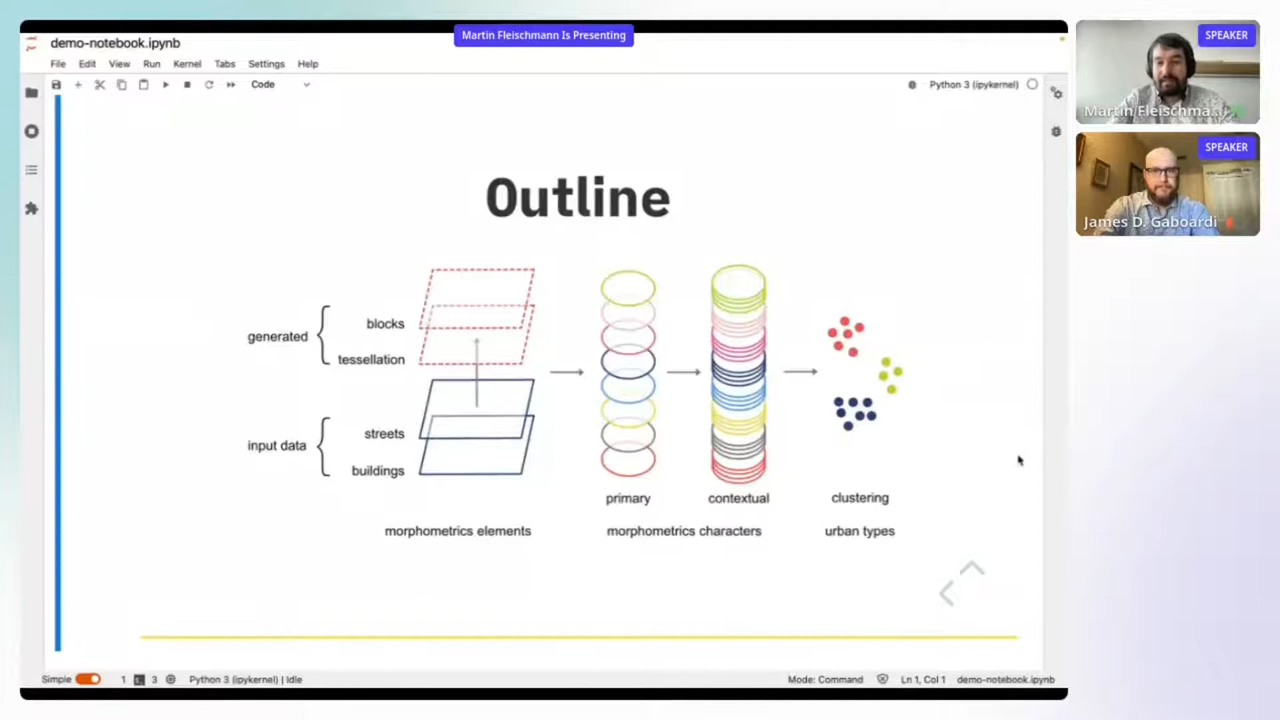 Martin Fleischmann Is Presenting
demo-notebook.ipynb
File Edit View Run Kernel Tabs Settings Help
Code
Python 3 (ipykernel)
Outline
generated
blocks
tessellation
input data
streets
buildings
primary
contextual
clustering
morphometrics elements
morphometrics characters
urban types
Simple
1
3
Python 3 (ipykernel) | Idle
Mode: Command
Ln 1, Col 1
demo-notebook.ipynb
SPEAKER
Martin Fleischma...
SPEAKER
James D. Gaboardi